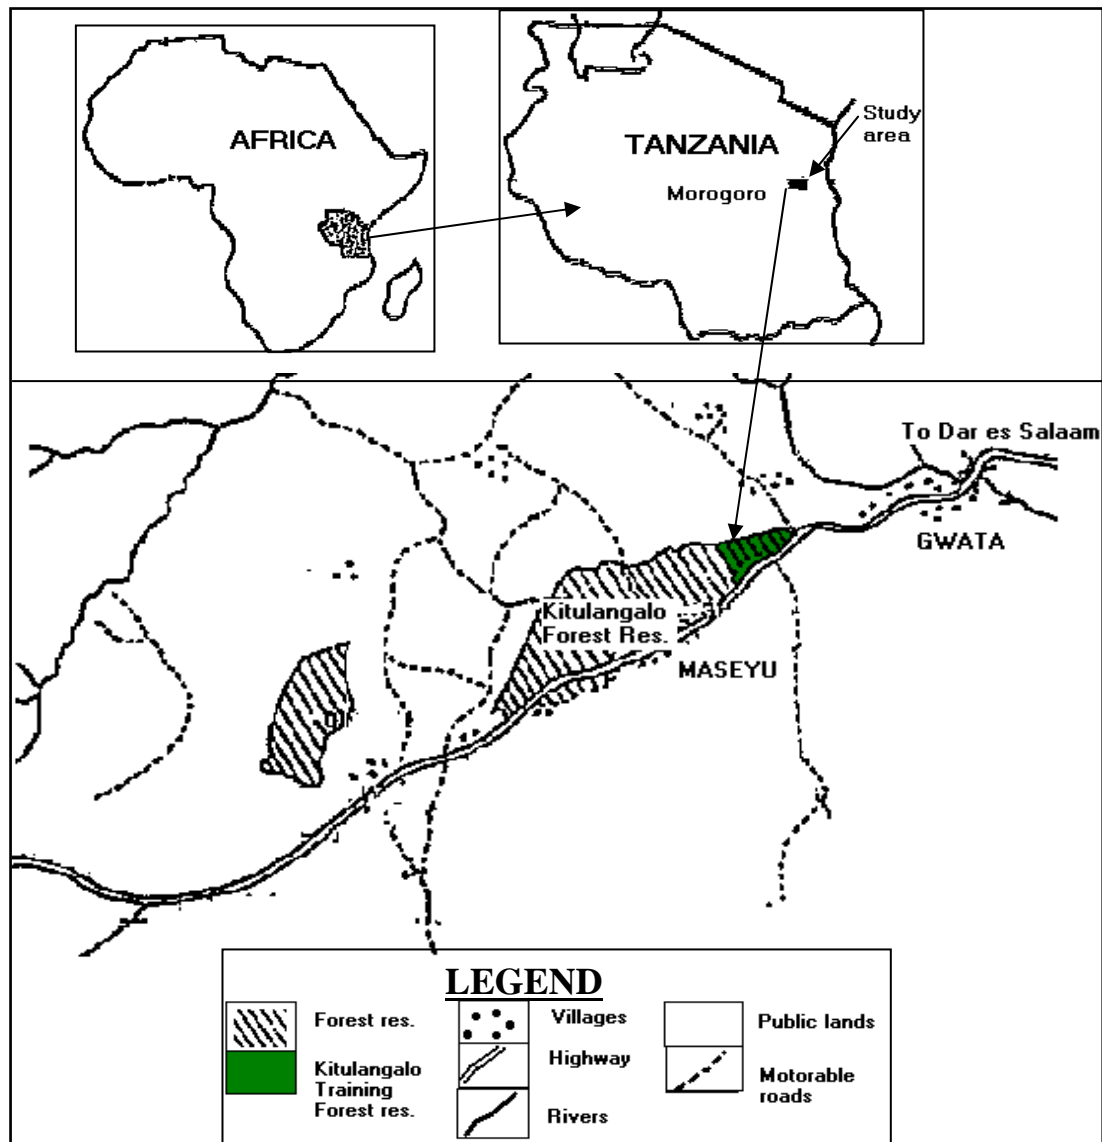 AFRICA
TANZANIA
Study
area
Morogoro
To Dar es Salaam
GWATA
Kitulangalo
Forest Res.
MASEYU
LEGEND
Forest res.
Kitulangalo
Training
Forest res.
Villages
Highway
Rivers
Public lands
Motorable
roads